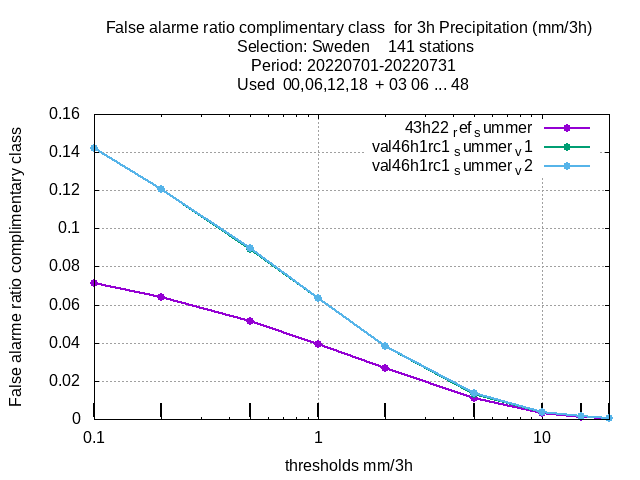 False alarme ratio complimentary class  for 3h Precipitation (mm/3h)
Selection: Sweden    141 stations
Period: 20220701-20220731
Used  00,06,12,18  + 03 06 ... 48
43h22 ref summer
val46h1rc1 summer v1
val46h1rc1 summer v2
False alarme ratio complimentary class
0.16
0.14
0.12
0.1
0.08
0.06
0.04
0.02
0
0.1 1 10
thresholds mm/3h